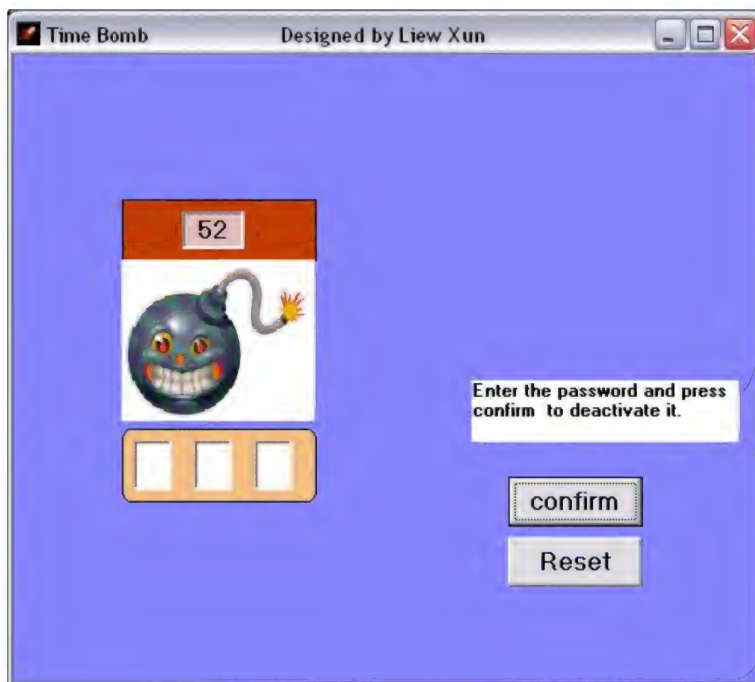 Time Bomb Designed by Liew Xun
52
Enter the password and press
confirm to deactivate it.
confirm
Reset